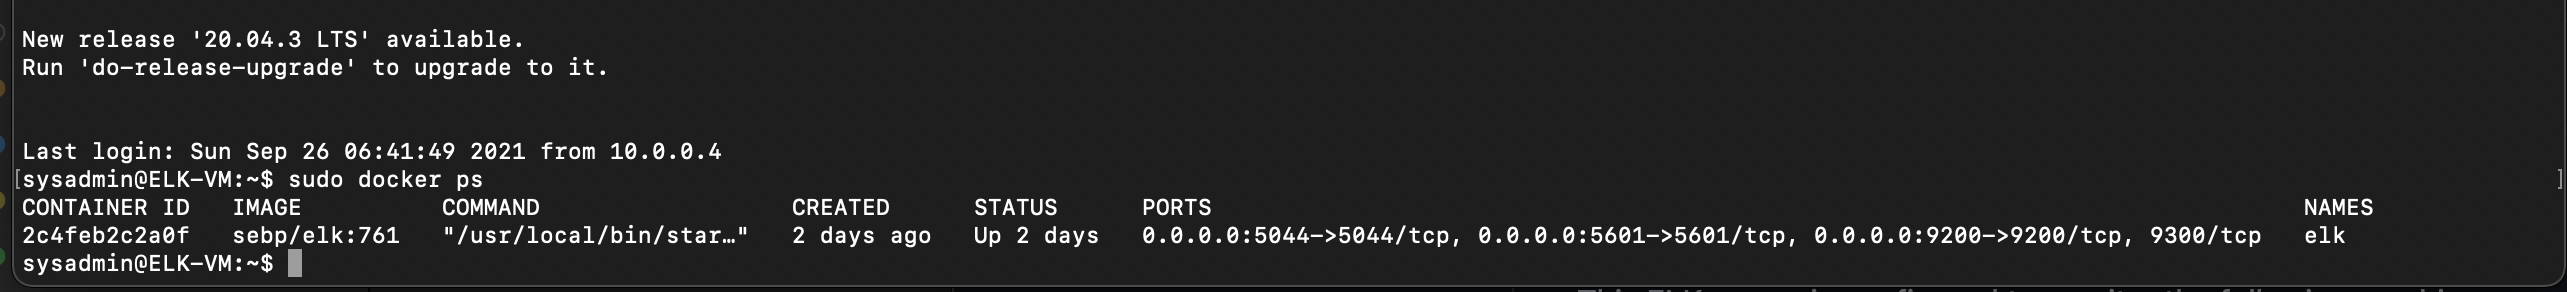 New release '20.04.3 LTS' available.
Run 'do-release-upgrade' to upgrade to it.
Last login: Sun Sep 26 06:41:49 2021 from 10.0.0.4
[sysadmin@ELK-VM:~$ sudo docker ps ]
CONTAINER ID IMAGE COMMAND CREATED STATUS PORTS NAMES
2c4feb2c2a0f sebp/elk:761 "/usr/local/bin/star…" 2 days ago Up 2 days 0.0.0.0:5044->5044/tcp, 0.0.0.0:5601->5601/tcp, 0.0.0.0:9200->9200/tcp, 9300/tcp elk
sysadmin@ELK-VM:~$